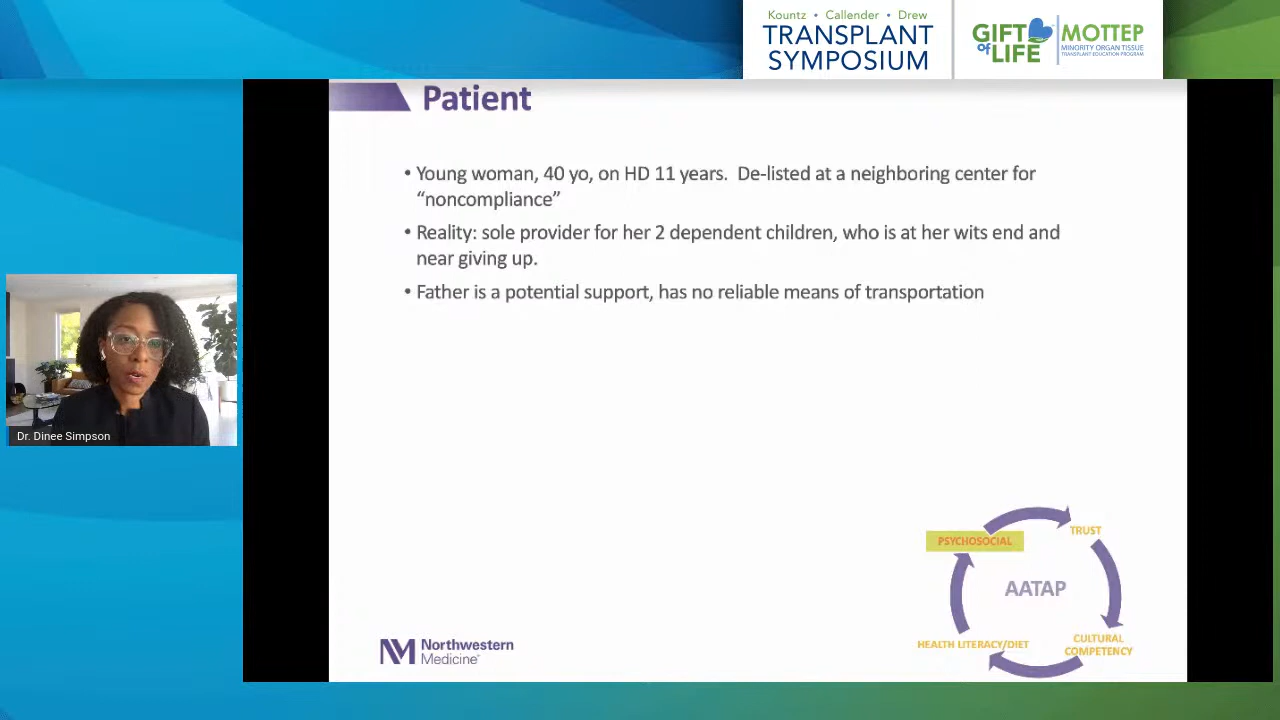 Kountz • Callender • Drew
TRANSPLANT
SYMPOSIUM
GIFT
of
LIFE
MOTTEP
MINORITY ORGAN TISSUE
TRANSPLANT EDUCATION PROGRAM
Patient
• Young woman, 40 yo, on HD 11 years. De-listed at a neighboring center for
“noncompliance”
• Reality: sole provider for her 2 dependent children, who is at her wits end and
near giving up.
• Father is a potential support, has no reliable means of transportation
Dr. Dinee Simpson
PSYCHOSOCIAL
TRUST
AATAP
HEALTH LITERACY/DIET
CULTURAL
COMPETENCY
NM
Northwestern
Medicine®